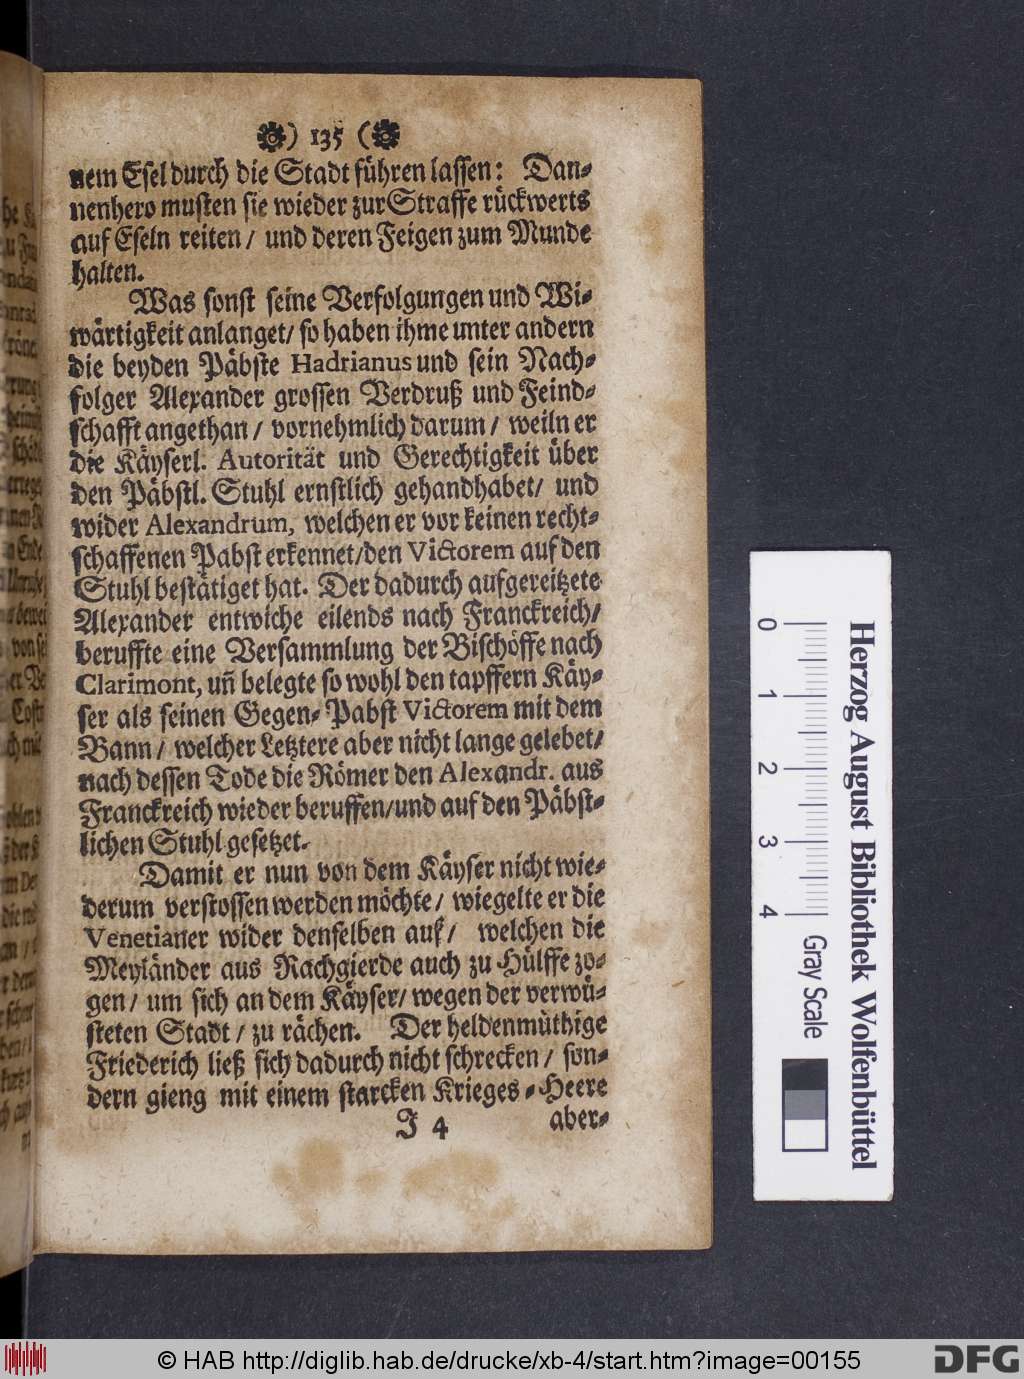 ) 135 (
nem Esel durch die Stadt führen lassen: Dan-
nenhero musten sie wieder zur Straffe rückwerts
auf Eseln reiten / und deren Feigen zum Munde
halten.
Was sonst seine Verfolgungen und Wi-
wärtigkeit anlanget / so haben ihme unter andern
die beyden Päbste Hadrianus und sein Nach-
folger Alexander grossen Verdruß und Feind-
schafft angethan / vornehmlich darum / weiln er
die Käyserl. Autorität und Gerechtigkeit über
den Päbstl. Stuhl ernstlich gehandhabet / und
wider Alexandrum, welchen er vor keinen recht-
schaffenen Pabst erkennet / den Victorem auf den
Stuhl bestätiget hat. Der dadurch aufgereitzete
Alexander entwiche eilends nach Franckreich /
beruffte eine Versammlung der Bischöffe nach
Clarimont, uñ belegte so wohl den tapffern Käy-
ser als seinen Gegen-Pabst Victorem mit dem
Bann / welcher Letztere aber nicht lange gelebet /
nach dessen Tode die Römer den Alexandr. aus
Franckreich wieder beruffen / und auf den Päbst-
lichen Stuhl gesetzet.
Damit er nun von dem Käyser nicht wie-
derum verstossen werden möchte / wiegelte er die
Venetianer wider denselben auf / welchen die
Meyländer aus Rachgierde auch zu Hülffe zo-
gen / um sich an dem Käyser / wegen der verwü-
steten Stadt / zu rächen. Der heldenmüthige
Friederich ließ sich dadurch nicht schrecken / son-
dern gieng mit einem starcken Krieges-Heere
J 4 aber-
0 1 2 3 4 Gray Scale
Herzog August Bibliothek Wolfenbüttel
© HAB http://diglib.hab.de/drucke/xb-4/start.htm?image=00155
DFG